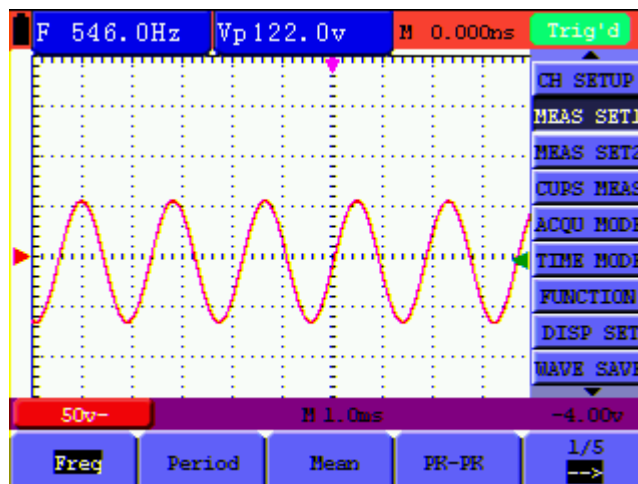 F 546.0Hz Vp122.0v M 0.000ns Trig'd
CH SETUP
MEAS SET1
MEAS SET2
CURS MEAS
ACQU MODE
TIME MODE
FUNCTION
DISP SET
WAVE SAVE
50v- M 1.0ms -4.00v
Freq Period Mean PK-PK 1/5
-->